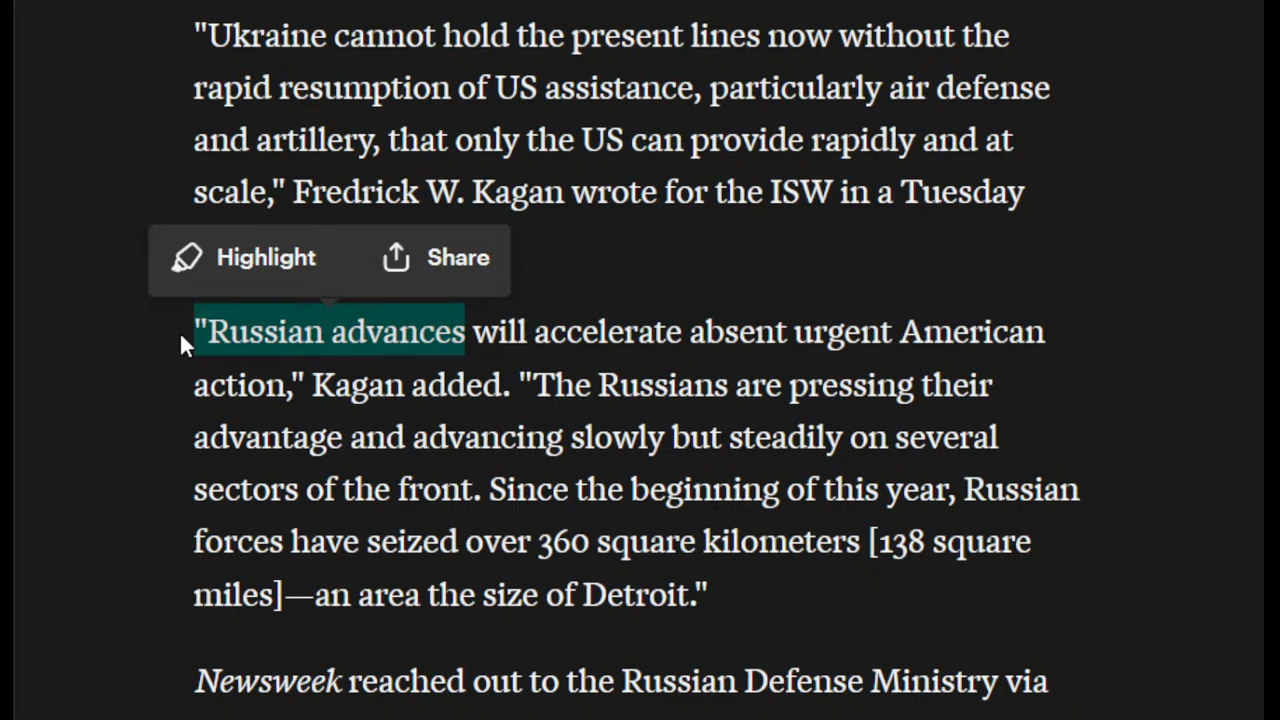 "Ukraine cannot hold the present lines now without the
rapid resumption of US assistance, particularly air defense
and artillery, that only the US can provide rapidly and at
scale," Fredrick W. Kagan wrote for the ISW in a Tuesday
Highlight Share
"Russian advances will accelerate absent urgent American
action," Kagan added. "The Russians are pressing their
advantage and advancing slowly but steadily on several
sectors of the front. Since the beginning of this year, Russian
forces have seized over 360 square kilometers [138 square
miles]—an area the size of Detroit."
Newsweek reached out to the Russian Defense Ministry via